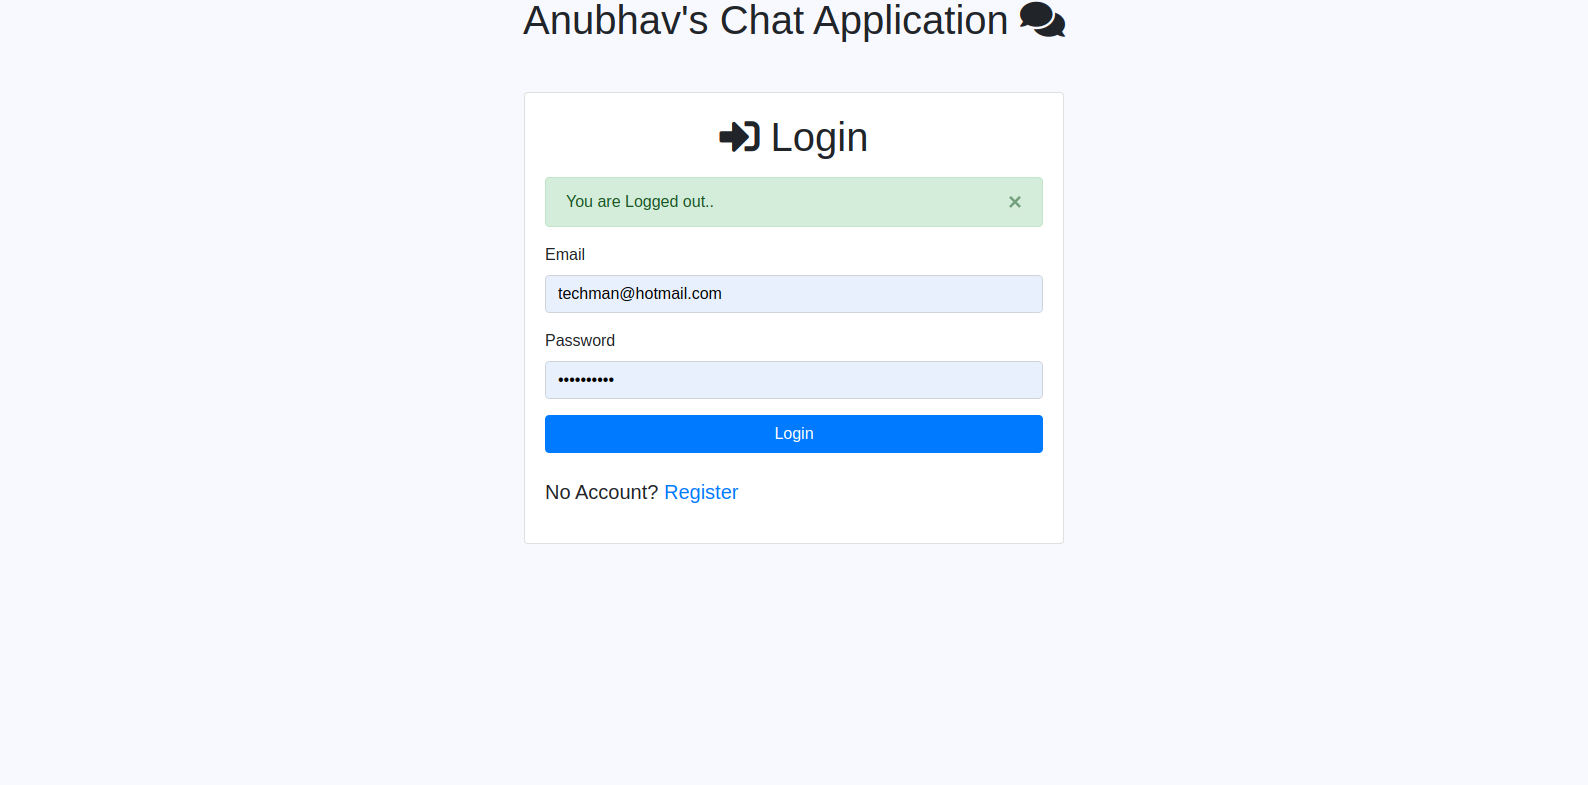 Anubhav's Chat Application
Login
You are Logged out.. ×
Email
techman@hotmail.com
Password
••••••••••
Login
No Account? Register